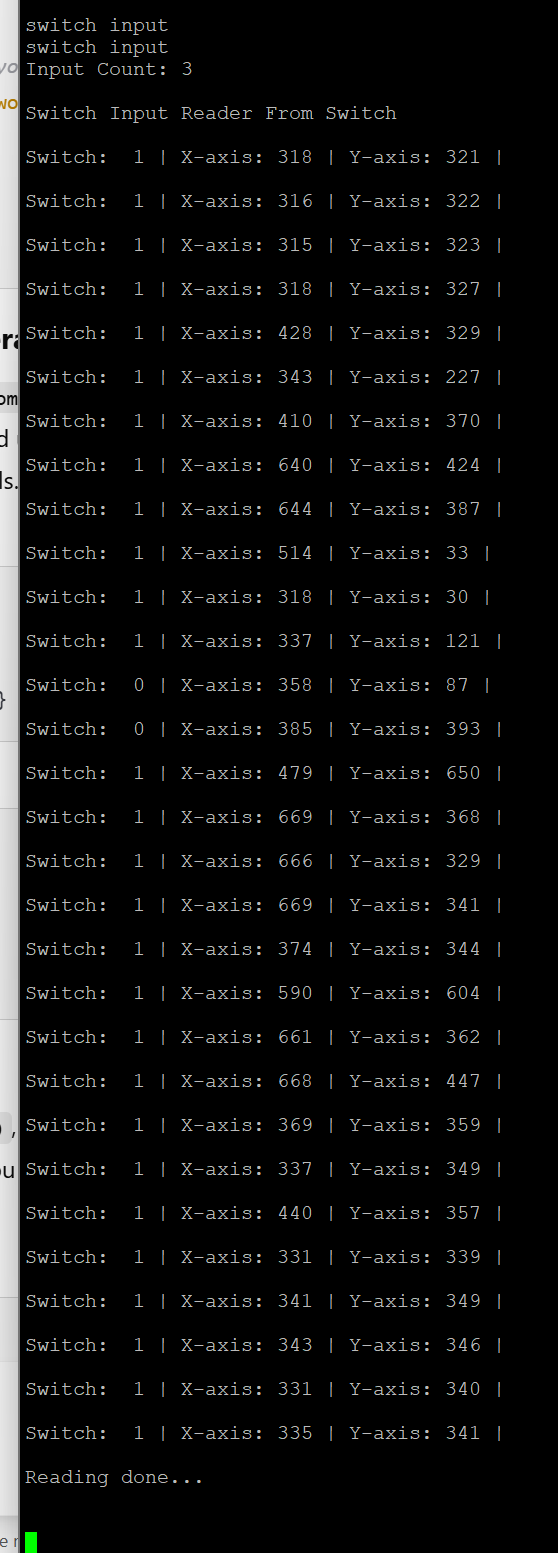 switch input
switch input
Input Count: 3
Switch Input Reader From Switch
Switch:  1 | X-axis: 318 | Y-axis: 321 |
Switch:  1 | X-axis: 316 | Y-axis: 322 |
Switch:  1 | X-axis: 315 | Y-axis: 323 |
Switch:  1 | X-axis: 318 | Y-axis: 327 |
Switch:  1 | X-axis: 428 | Y-axis: 329 |
Switch:  1 | X-axis: 343 | Y-axis: 227 |
Switch:  1 | X-axis: 410 | Y-axis: 370 |
Switch:  1 | X-axis: 640 | Y-axis: 424 |
Switch:  1 | X-axis: 644 | Y-axis: 387 |
Switch:  1 | X-axis: 514 | Y-axis: 33 |
Switch:  1 | X-axis: 318 | Y-axis: 30 |
Switch:  1 | X-axis: 337 | Y-axis: 121 |
Switch:  0 | X-axis: 358 | Y-axis: 87 |
Switch:  0 | X-axis: 385 | Y-axis: 393 |
Switch:  1 | X-axis: 479 | Y-axis: 650 |
Switch:  1 | X-axis: 669 | Y-axis: 368 |
Switch:  1 | X-axis: 666 | Y-axis: 329 |
Switch:  1 | X-axis: 669 | Y-axis: 341 |
Switch:  1 | X-axis: 374 | Y-axis: 344 |
Switch:  1 | X-axis: 590 | Y-axis: 604 |
Switch:  1 | X-axis: 661 | Y-axis: 362 |
Switch:  1 | X-axis: 668 | Y-axis: 447 |
Switch:  1 | X-axis: 369 | Y-axis: 359 |
Switch:  1 | X-axis: 337 | Y-axis: 349 |
Switch:  1 | X-axis: 440 | Y-axis: 357 |
Switch:  1 | X-axis: 331 | Y-axis: 339 |
Switch:  1 | X-axis: 341 | Y-axis: 349 |
Switch:  1 | X-axis: 343 | Y-axis: 346 |
Switch:  1 | X-axis: 331 | Y-axis: 340 |
Switch:  1 | X-axis: 335 | Y-axis: 341 |
Reading done...